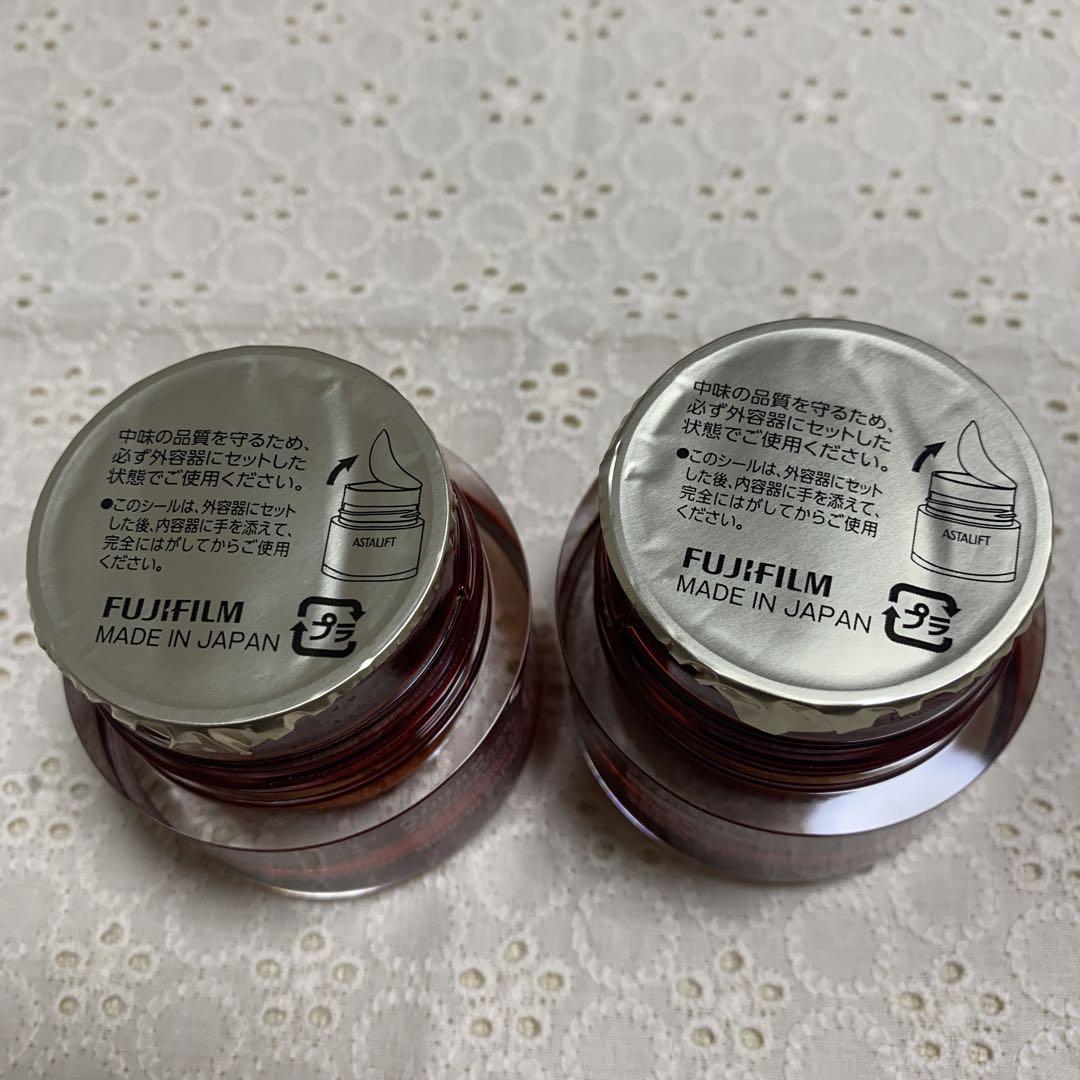 中味の品質を守るため、
必ず外容器にセットした
状態でご使用ください。
●このシールは、外容器にセット
した後、内容器に手を添えて、
完全にはがしてからご使用
ください。
ASTALIFT
FUJIFILM
MADE IN JAPAN
プラ
中味の品質を守るため、
必ず外容器にセットした
状態でご使用ください。
●このシールは、外容器にセット
した後、内容器に手を添えて、
完全にはがしてからご使用
ください。
ASTALIFT
FUJIFILM
MADE IN JAPAN
プラ